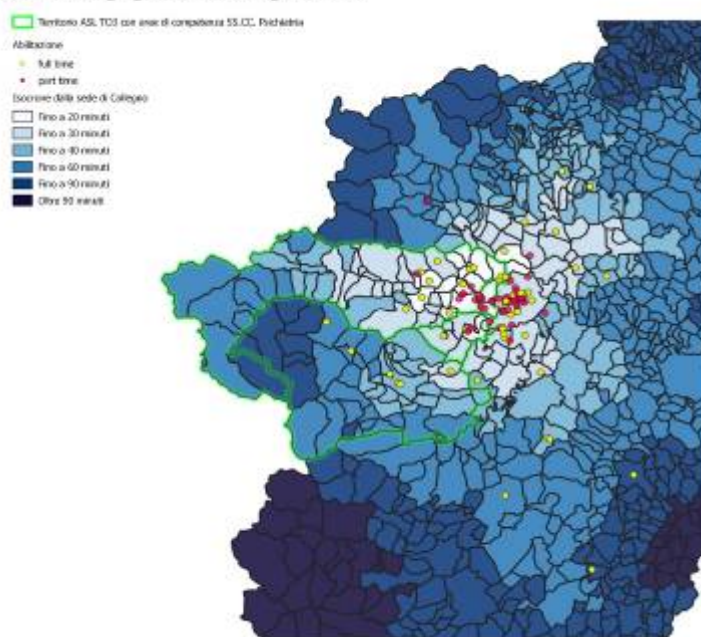 Territorio ASL TO3 con aree di competenza SS.CC. Psichiatria
Abilitazione
full time
part time
Isocrone dalla sede di Collegno
Fino a 20 minuti
Fino a 30 minuti
Fino a 40 minuti
Fino a 60 minuti
Fino a 90 minuti
Oltre 90 minuti